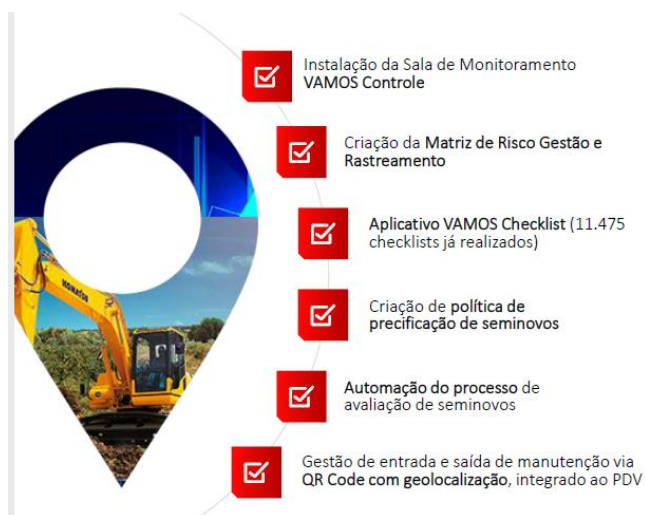 Instalação da Sala de Monitoramento
VAMOS Controle
Criação da Matriz de Risco Gestão e
Rastreamento
Aplicativo VAMOS Checklist (11.475
checklists já realizados)
Criação de política de
precificação de seminovos
KOMATSU
Automação do processo de
avaliação de seminovos
Gestão de entrada e saída de manutenção via
QR Code com geolocalização, integrado ao PDV